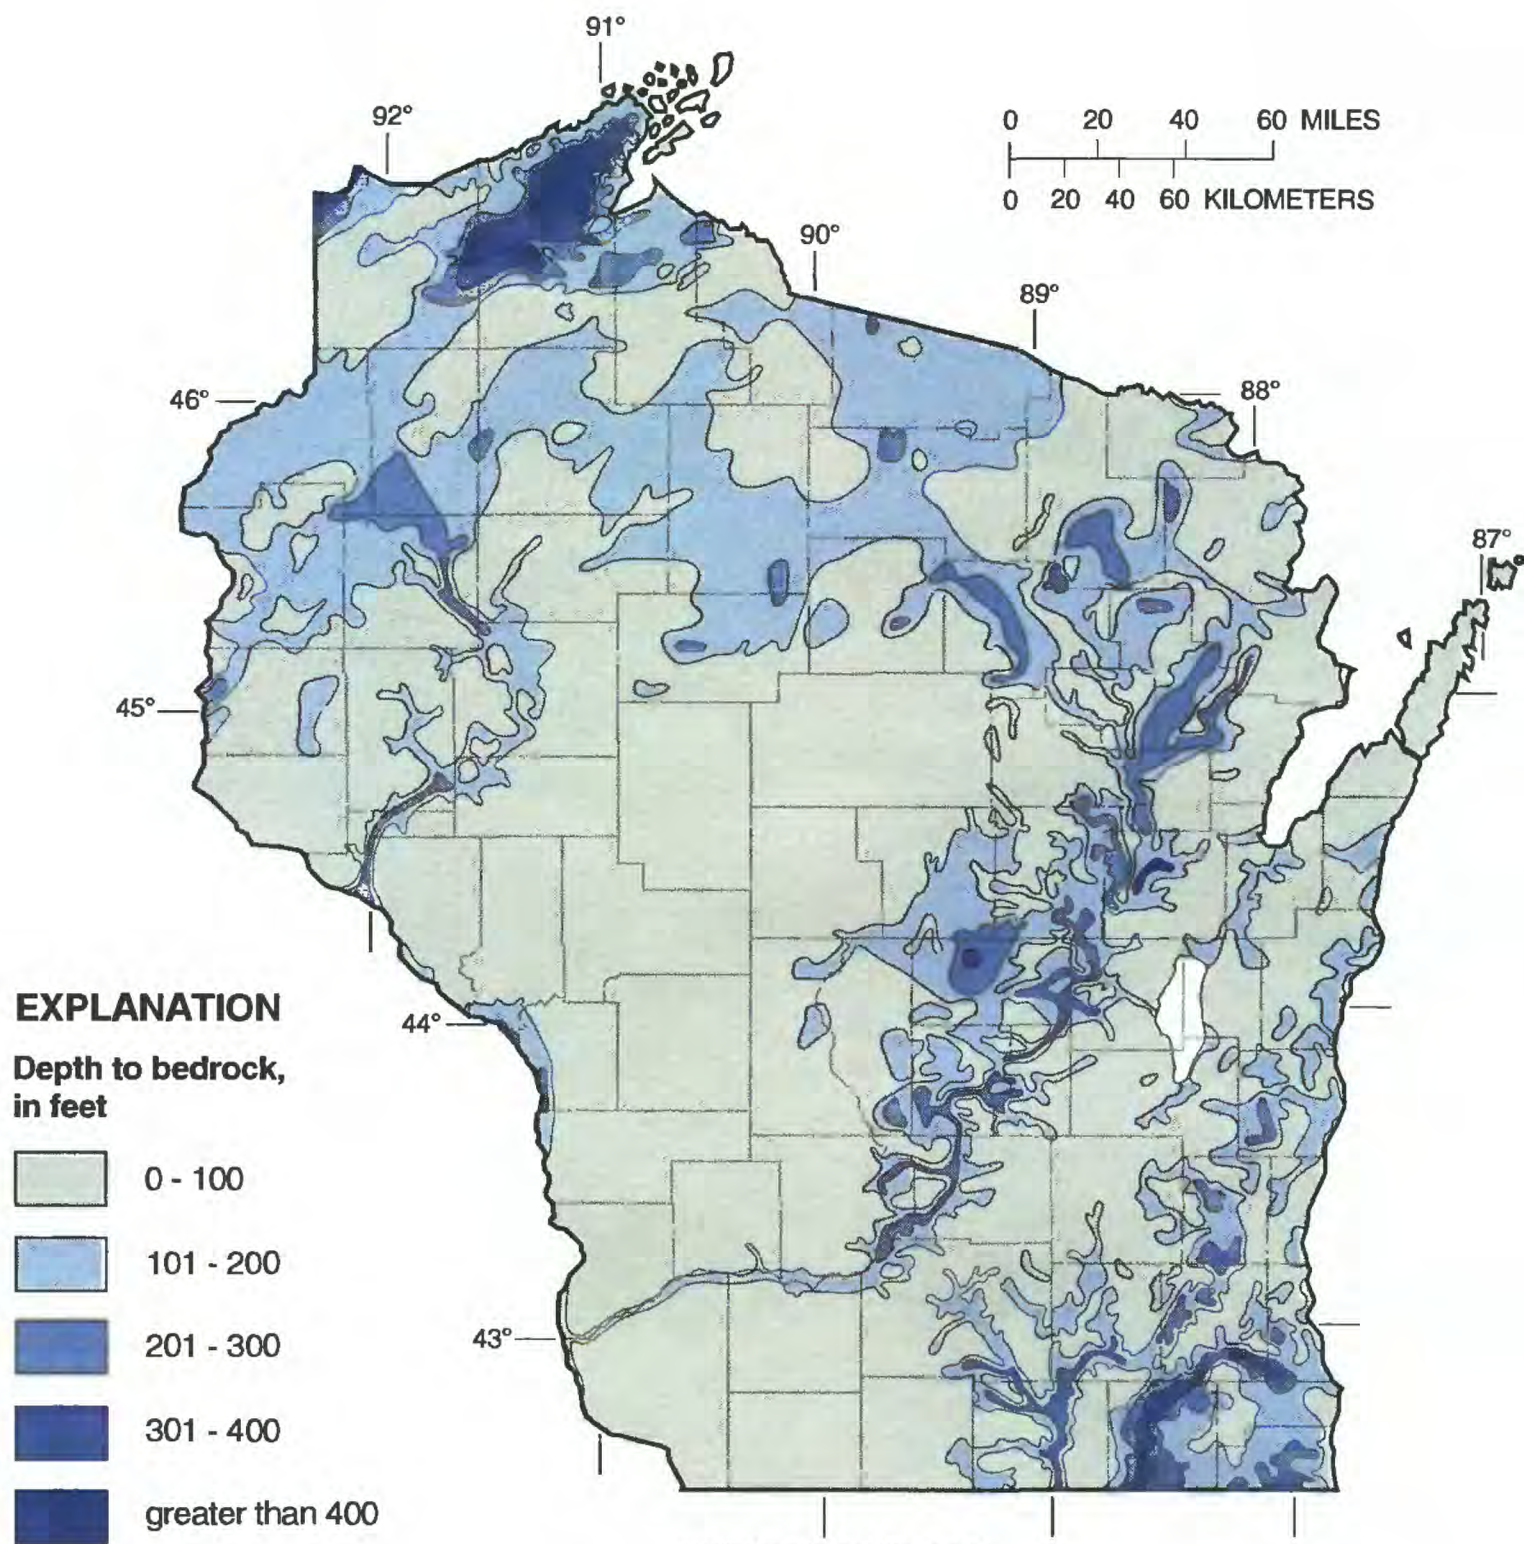 91°
92°
0 20 40 60 MILES
0 20 40 60 KILOMETERS
90°
89°
46°
88°
87°
45°
EXPLANATION
44°
Depth to bedrock,
in feet
0 - 100
101 - 200
43°
201 - 300
301 - 400
greater than 400